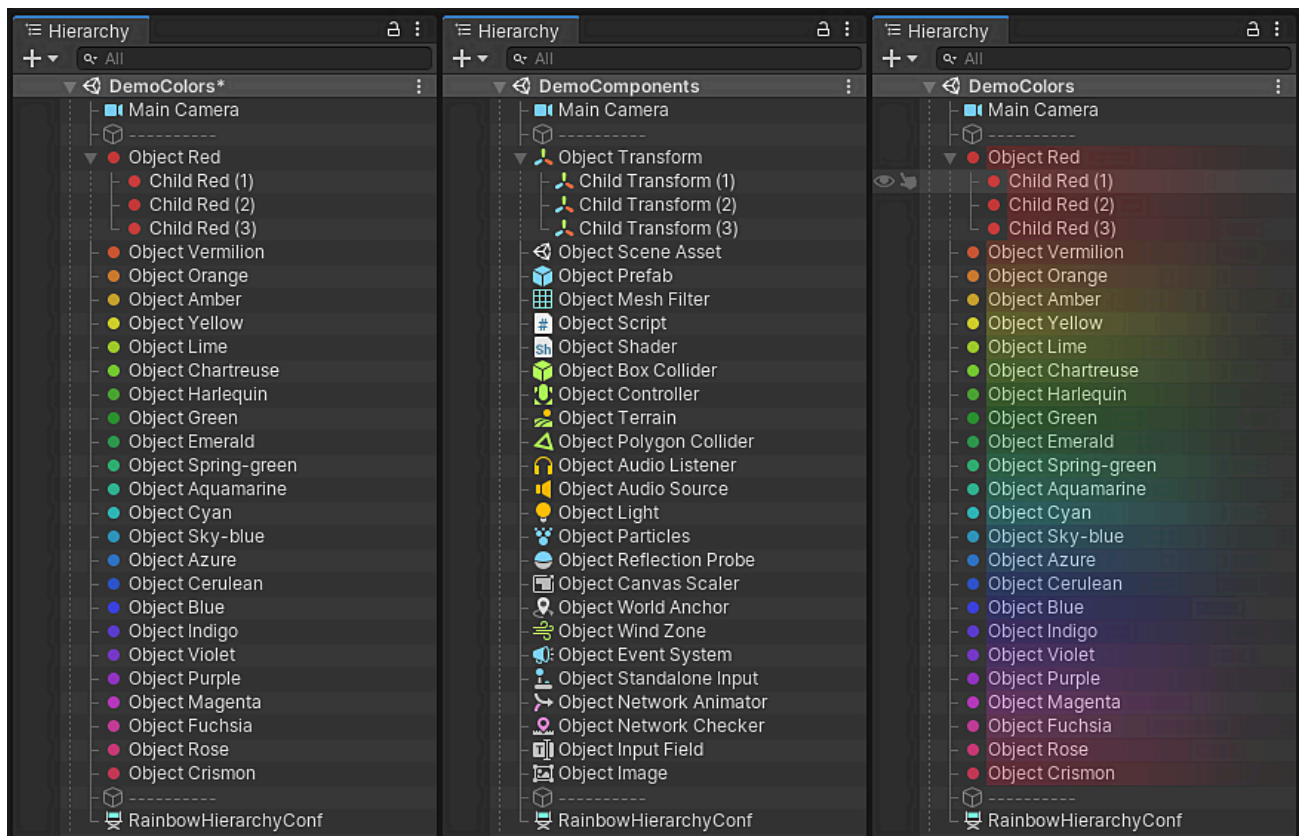 Hierarchy
All
DemoColors*
Main Camera
----------
Object Red
Child Red (1)
Child Red (2)
Child Red (3)
Object Vermilion
Object Orange
Object Amber
Object Yellow
Object Lime
Object Chartreuse
Object Harlequin
Object Green
Object Emerald
Object Spring-green
Object Aquamarine
Object Cyan
Object Sky-blue
Object Azure
Object Cerulean
Object Blue
Object Indigo
Object Violet
Object Purple
Object Magenta
Object Fuchsia
Object Rose
Object Crismon
----------
RainbowHierarchyConf
Hierarchy
All
DemoComponents
Main Camera
----------
Object Transform
Child Transform (1)
Child Transform (2)
Child Transform (3)
Object Scene Asset
Object Prefab
Object Mesh Filter
# Object Script
Sh Object Shader
Object Box Collider
Object Controller
Object Terrain
Object Polygon Collider
Object Audio Listener
Object Audio Source
Object Light
Object Particles
Object Reflection Probe
Object Canvas Scaler
Object World Anchor
Object Wind Zone
Object Event System
Object Standalone Input
Object Network Animator
Object Network Checker
T Object Input Field
Object Image
----------
RainbowHierarchyConf
Hierarchy
All
DemoColors
Main Camera
----------
Object Red
Child Red (1)
Child Red (2)
Child Red (3)
Object Vermilion
Object Orange
Object Amber
Object Yellow
Object Lime
Object Chartreuse
Object Harlequin
Object Green
Object Emerald
Object Spring-green
Object Aquamarine
Object Cyan
Object Sky-blue
Object Azure
Object Cerulean
Object Blue
Object Indigo
Object Violet
Object Purple
Object Magenta
Object Fuchsia
Object Rose
Object Crismon
----------
RainbowHierarchyConf